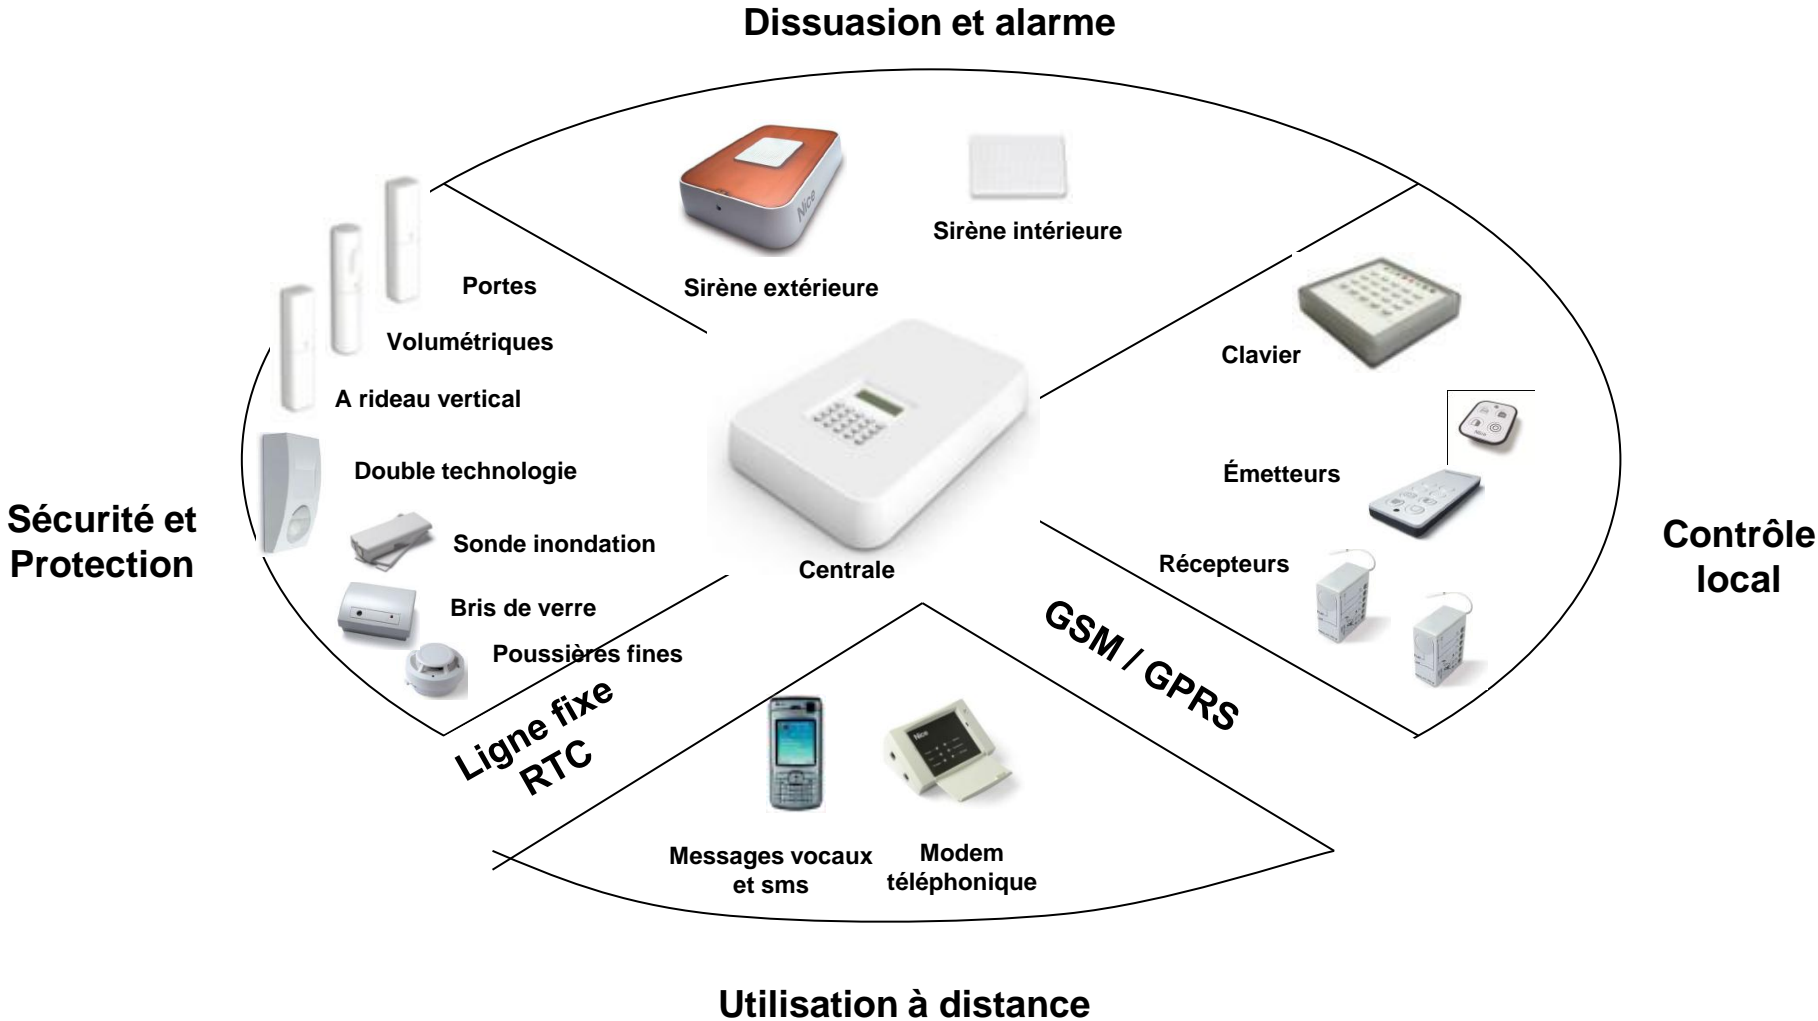 Dissuasion et alarme
Nice
Sirène intérieure
Sirène extérieure
Portes
Volumétriques
A rideau vertical
Double technologie
Sonde inondation
Bris de verre
Poussières fines
Sécurité et
Protection
Centrale
Clavier
Émetteurs
Récepteurs
Contrôle
local
Ligne fixe
RTC
GSM / GPRS
Nice
Messages vocaux
et sms
Modem
téléphonique
Utilisation à distance